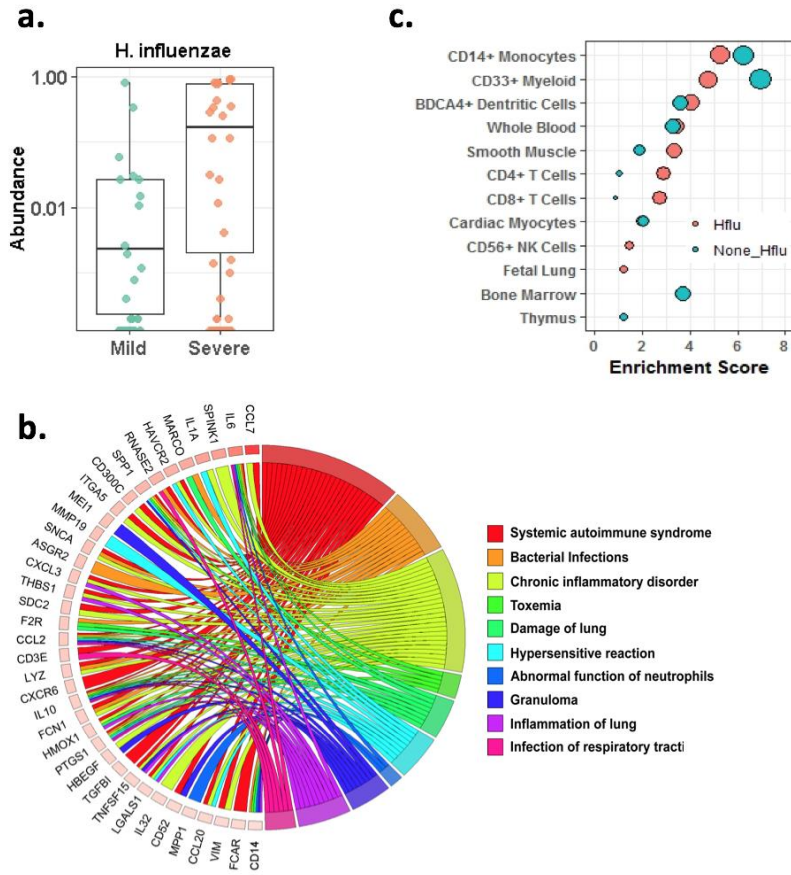 a.
H. influenzae
1.00
0.01
Abundance
Mild
Severe
c.
CD14+ Monocytes
CD33+ Myeloid
BDCA4+ Dentritic Cells
Whole Blood
Smooth Muscle
CD4+ T Cells
CD8+ T Cells
Cardiac Myocytes
CD56+ NK Cells
Fetal Lung
Bone Marrow
Thymus
Hflu
None_Hflu
0 2 4 6 8
Enrichment Score
b.
CCL7
IL6
SPINK1
IL1A
MARCO
HAVCR2
RNASE2
SPP1
CD300C
ITGA5
MEI1
MMP19
SNCA
ASGR2
CXCL3
THBS1
SDC2
F2R
CCL2
CD3E
LYZ
CXCR6
IL10
FCN1
HMOX1
PTGS1
HBEGF
TGFBI
TNFSF15
LGALS1
IL32
CD52
MPP1
CCL20
VIM
FCAR
CD14
Systemic autoimmune syndrome
Bacterial Infections
Chronic inflammatory disorder
Toxemia
Damage of lung
Hypersensitive reaction
Abnormal function of neutrophils
Granuloma
Inflammation of lung
Infection of respiratory tracti